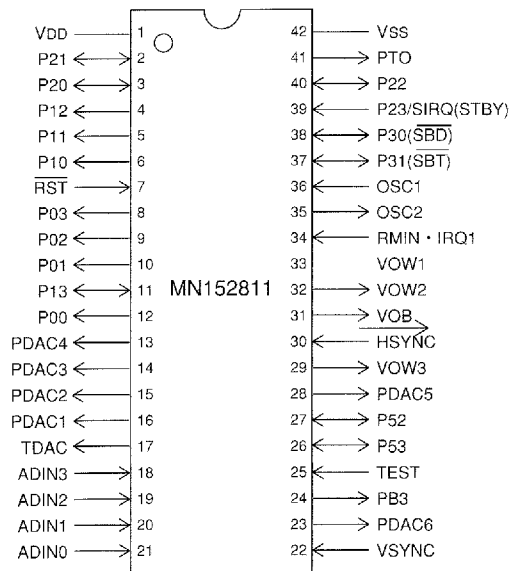 VDD 1 42 VSS
P21 2 41 PTO
P20 3 40 P22
P12 4 39 P23/SIRQ(STBY)
P11 5 38 P30(SBD)
P10 6 37 P31(SBT)
RST 7 36 OSC1
P03 8 35 OSC2
P02 9 34 RMIN・IRQ1
P01 10 33 VOW1
P13 11 MN152811 32 VOW2
P00 12 31 VOB
PDAC4 13 30 HSYNC
PDAC3 14 29 VOW3
PDAC2 15 28 PDAC5
PDAC1 16 27 P52
TDAC 17 26 P53
ADIN3 18 25 TEST
ADIN2 19 24 PB3
ADIN1 20 23 PDAC6
ADIN0 21 22 VSYNC